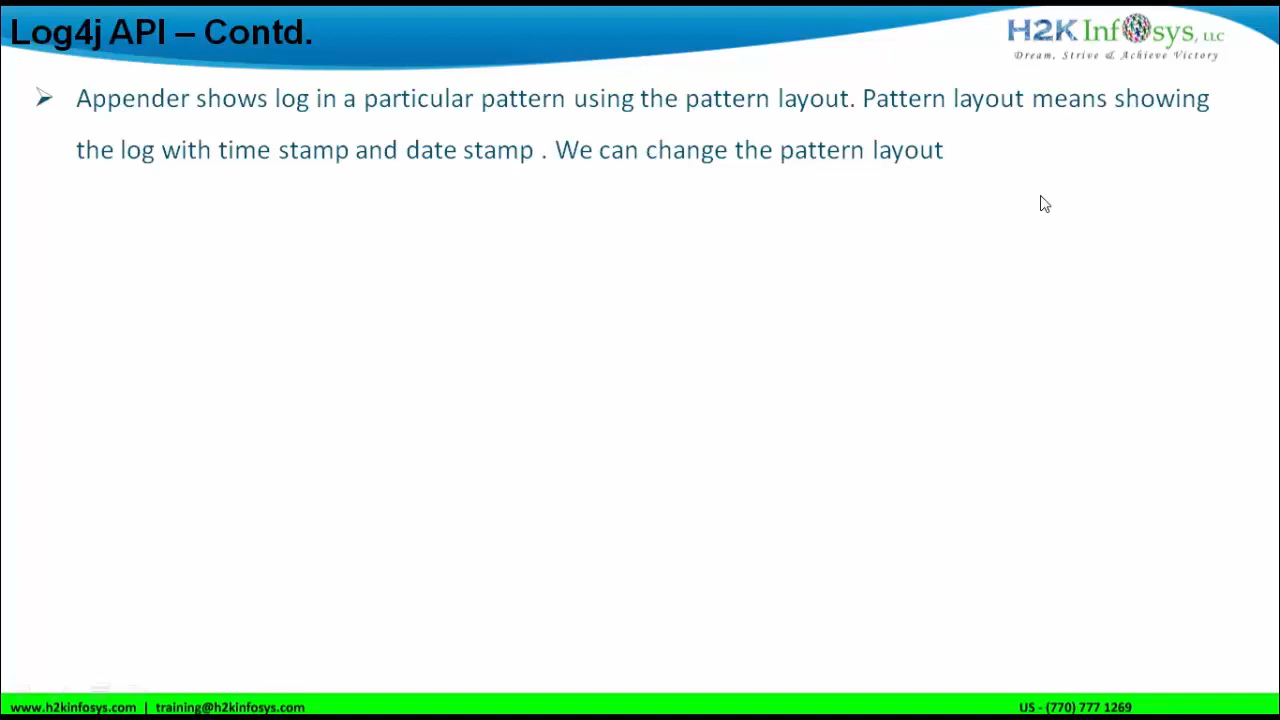 Log4j API – Contd.
H2K Infosys, LLC
Dream, Strive & Achieve Victory
Appender shows log in a particular pattern using the pattern layout. Pattern layout means showing
the log with time stamp and date stamp . We can change the pattern layout
www.h2kinfosys.com | training@h2kinfosys.com US - (770) 777 1269